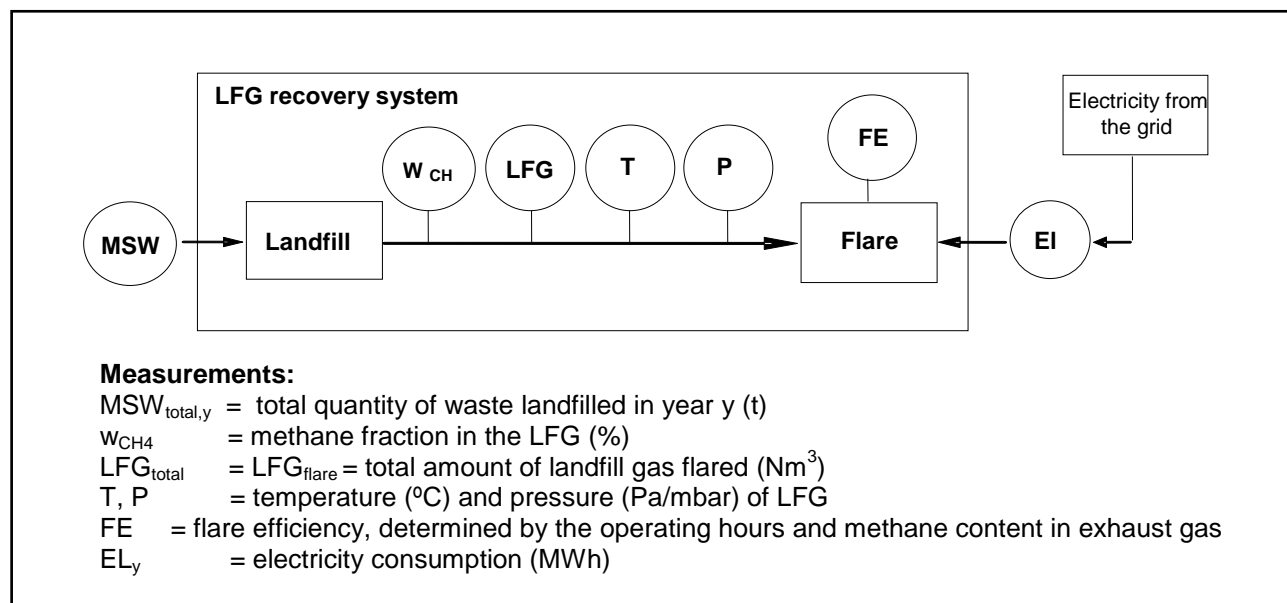 LFG recovery system
Electricity from
the grid
FE
w CH
LFG
T
P
MSW
Landfill
Flare
El
Measurements:
MSWtotal,y = total quantity of waste landfilled in year y (t)
wCH4 = methane fraction in the LFG (%)
LFGtotal = LFGflare = total amount of landfill gas flared (Nm3)
T, P = temperature (ºC) and pressure (Pa/mbar) of LFG
FE = flare efficiency, determined by the operating hours and methane content in exhaust gas
ELy = electricity consumption (MWh)